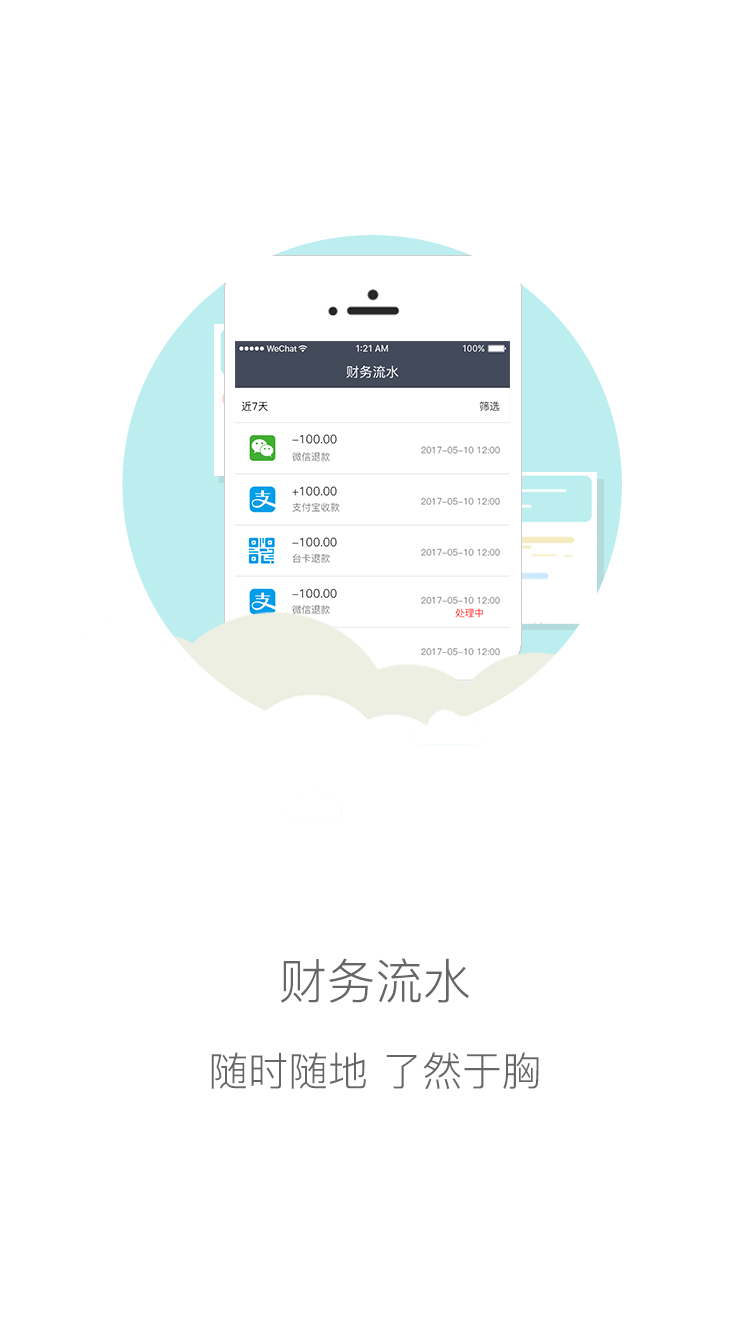 ●●●●● WeChat 1:21 AM 100%
财务流水
近7天 筛选
-100.00
微信退款 2017-05-10 12:00
+100.00
支付宝收款 2017-05-10 12:00
-100.00
台卡退款 2017-05-10 12:00
-100.00
微信退款 2017-05-10 12:00
处理中
2017-05-10 12:00
财务流水
随时随地 了然于胸